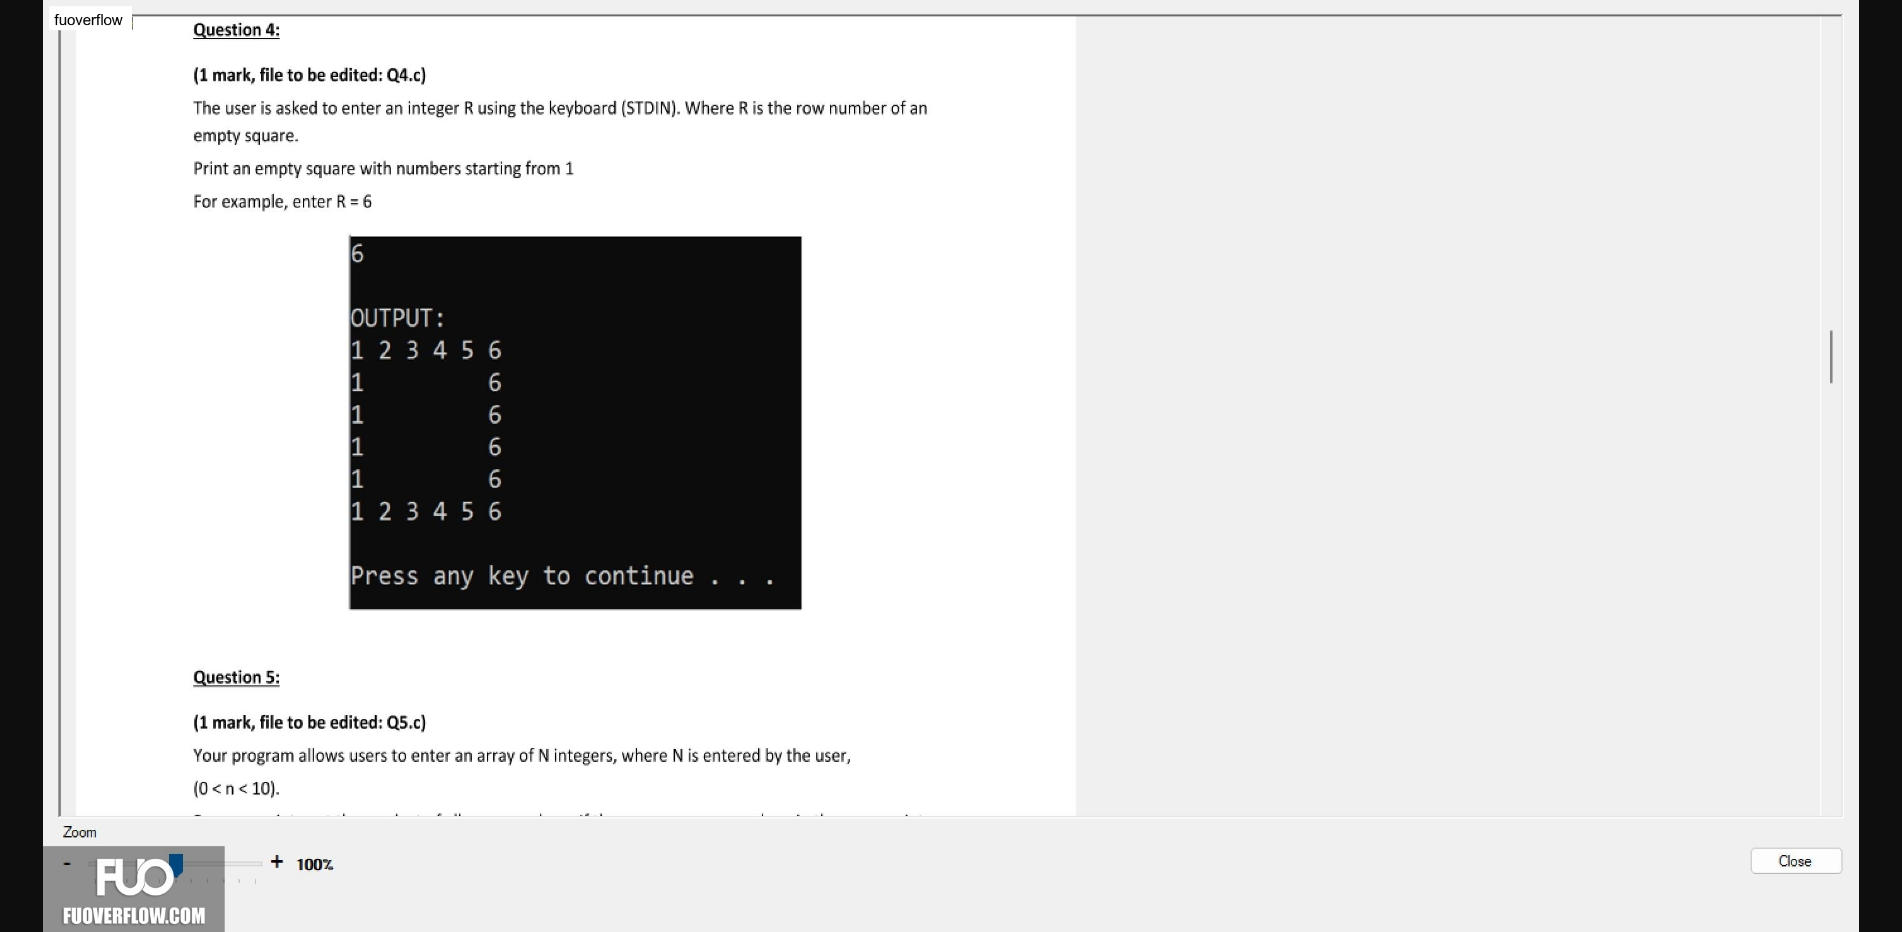 fuoverflow
Question 4:
(1 mark, file to be edited: Q4.c)
The user is asked to enter an integer R using the keyboard (STDIN). Where R is the row number of an
empty square.
Print an empty square with numbers starting from 1
For example, enter R = 6
6
OUTPUT:
1 2 3 4 5 6
1         6
1         6
1         6
1         6
1 2 3 4 5 6
Press any key to continue . . .
Question 5:
(1 mark, file to be edited: Q5.c)
Your program allows users to enter an array of N integers, where N is entered by the user,
(0 < n < 10).
Zoom
- + 100%
Close
FUO
FUOVERFLOW.COM